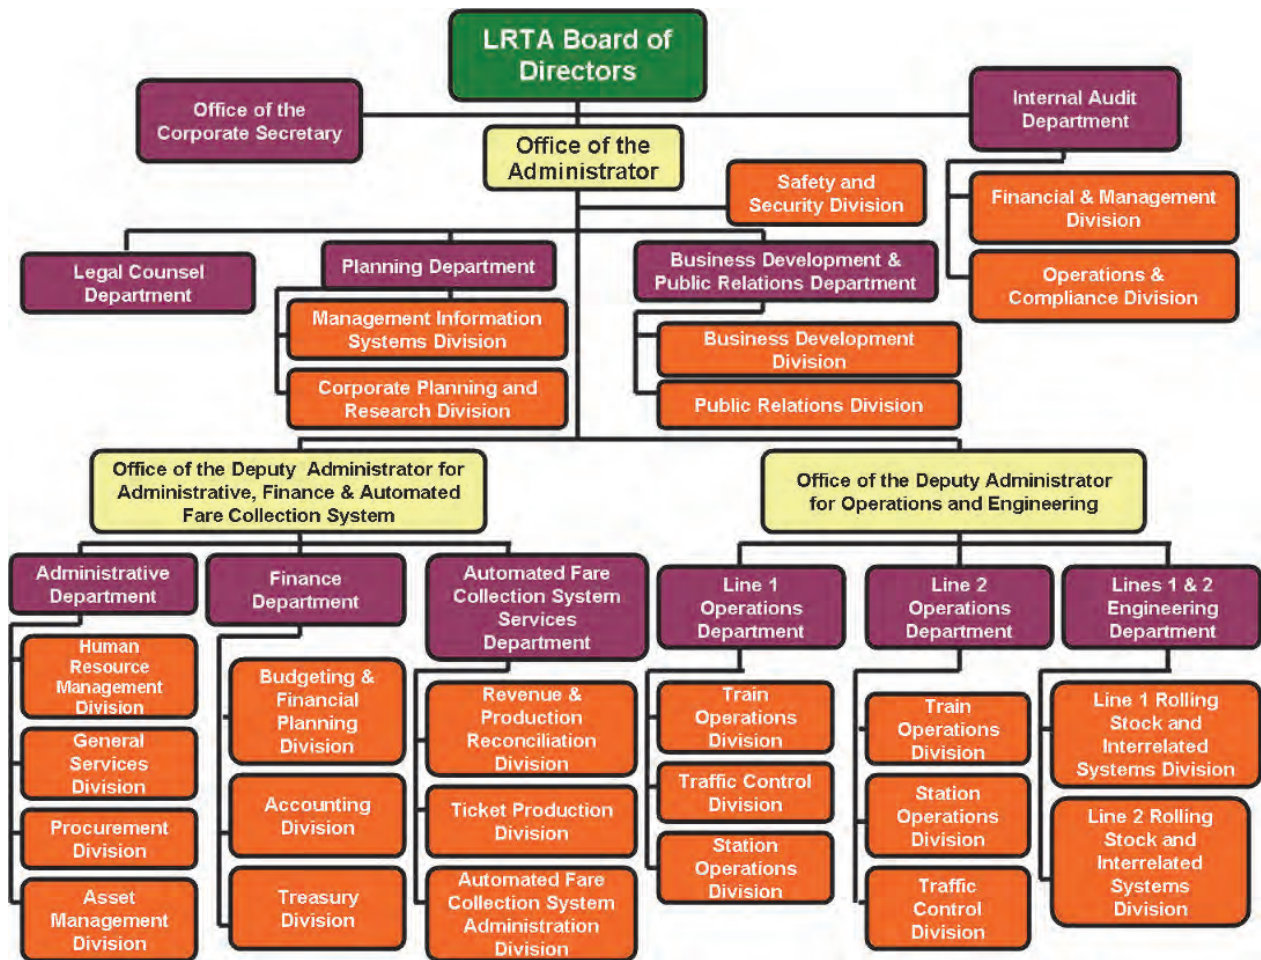 LRTA Board of
Directors
Office of the
Corporate Secretary
Internal Audit
Department
Office of the
Administrator
Safety and
Security Division
Financial & Management
Division
Operations &
Compliance Division
Legal Counsel
Department
Planning Department
Business Development &
Public Relations Department
Management Information
Systems Division
Corporate Planning and
Research Division
Business Development
Division
Public Relations Division
Office of the Deputy Administrator for
Administrative, Finance & Automated
Fare Collection System
Office of the Deputy Administrator
for Operations and Engineering
Administrative
Department
Human
Resource
Management
Division
General
Services
Division
Procurement
Division
Asset
Management
Division
Finance
Department
Budgeting &
Financial
Planning
Division
Accounting
Division
Treasury
Division
Automated Fare
Collection System
Services
Department
Revenue &
Production
Reconciliation
Division
Ticket Production
Division
Automated Fare
Collection System
Administration
Division
Line 1
Operations
Department
Train
Operations
Division
Traffic Control
Division
Station
Operations
Division
Line 2
Operations
Department
Train
Operations
Division
Station
Operations
Division
Traffic
Control
Division
Lines 1 & 2
Engineering
Department
Line 1 Rolling
Stock and
Interrelated
Systems Division
Line 2 Rolling
Stock and
Interrelated
Systems
Division